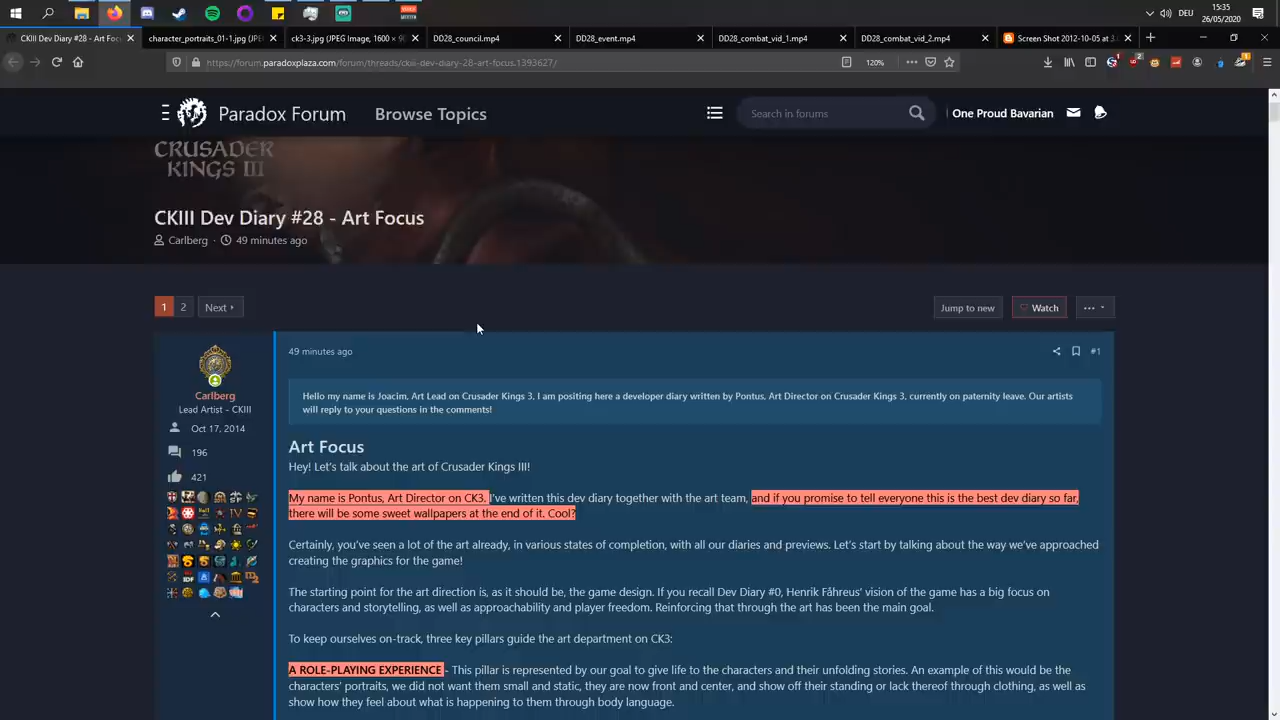 15:35
DEU
26/05/2020
CKIII Dev Diary #28 - Art Focu
character_portraits_01-1.jpg (JPE
ck3-3.jpg (JPEG Image, 1600 × 90
DD28_council.mp4
DD28_event.mp4
DD28_combat_vid_1.mp4
DD28_combat_vid_2.mp4
Screen Shot 2012-10-05 at 3.
https://forum.paradoxplaza.com/forum/threads/ckiii-dev-diary-28-art-focus.1393627/
120%
Paradox Forum
Browse Topics
Search in forums
One Proud Bavarian
CRUSADER
KINGS III
CKIII Dev Diary #28 - Art Focus
Carlberg · 49 minutes ago
1 2 Next
Jump to new
Watch
49 minutes ago
#1
Carlberg
Lead Artist - CKIII
Oct 17, 2014
196
421
Hello my name is Joacim, Art Lead on Crusader Kings 3. I am positing here a developer diary written by Pontus, Art Director on Crusader Kings 3, currently on paternity leave. Our artists
will reply to your questions in the comments!
Art Focus
Hey! Let's talk about the art of Crusader Kings III!
My name is Pontus, Art Director on CK3. I've written this dev diary together with the art team, and if you promise to tell everyone this is the best dev diary so far,
there will be some sweet wallpapers at the end of it. Cool?
Certainly, you've seen a lot of the art already, in various states of completion, with all our diaries and previews. Let's start by talking about the way we've approached
creating the graphics for the game!
The starting point for the art direction is, as it should be, the game design. If you recall Dev Diary #0, Henrik Fåhreus' vision of the game has a big focus on
characters and storytelling, as well as approachability and player freedom. Reinforcing that through the art has been the main goal.
To keep ourselves on-track, three key pillars guide the art department on CK3:
A ROLE-PLAYING EXPERIENCE - This pillar is represented by our goal to give life to the characters and their unfolding stories. An example of this would be the
characters' portraits, we did not want them small and static, they are now front and center, and show off their standing or lack thereof through clothing, as well as
show how they feel about what is happening to them through body language.